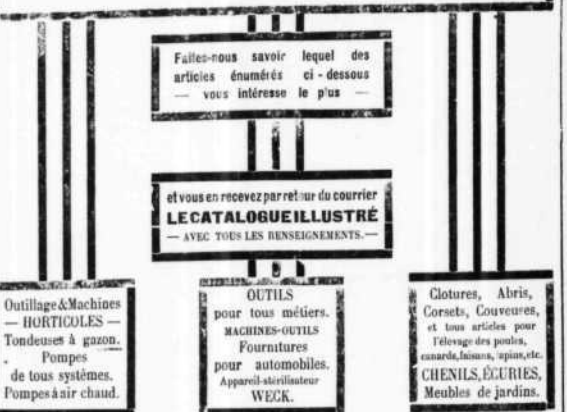 Faites-nous savoir lequel des
articles énumérés ci-dessous
— vous intéresse le plus —
et vous en recevez par retour du courrier
LE CATALOGUE ILLUSTRÉ
— AVEC TOUS LES RENSEIGNEMENTS. —
Outillage & Machines
— HORTICOLES —
Tondeuses à gazon.
Pompes
de tous systèmes.
Pompes à air chaud.
OUTILS
pour tous métiers.
MACHINES-OUTILS
Fournitures
pour automobiles.
Appareil-stérilisateur
WECK.
Clotures, Abris,
Corsets, Couveuses,
et tous articles pour
l'élevage des poules,
canards, faisans, lapins, etc.
CHENILS, ÉCURIES,
Meubles de jardins.